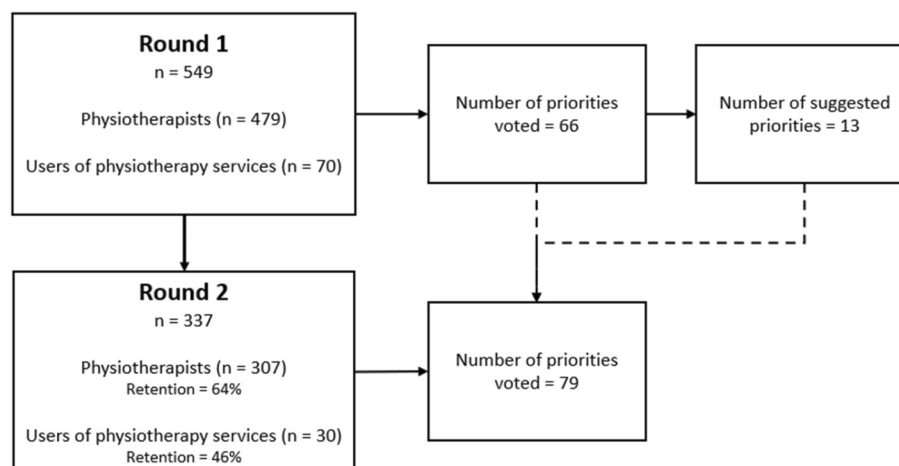 Round 1
n = 549
Physiotherapists (n = 479)
Users of physiotherapy services (n = 70)
Number of priorities
voted = 66
Number of suggested
priorities = 13
Round 2
n = 337
Physiotherapists (n = 307)
Retention = 64%
Users of physiotherapy services (n = 30)
Retention = 46%
Number of priorities
voted = 79